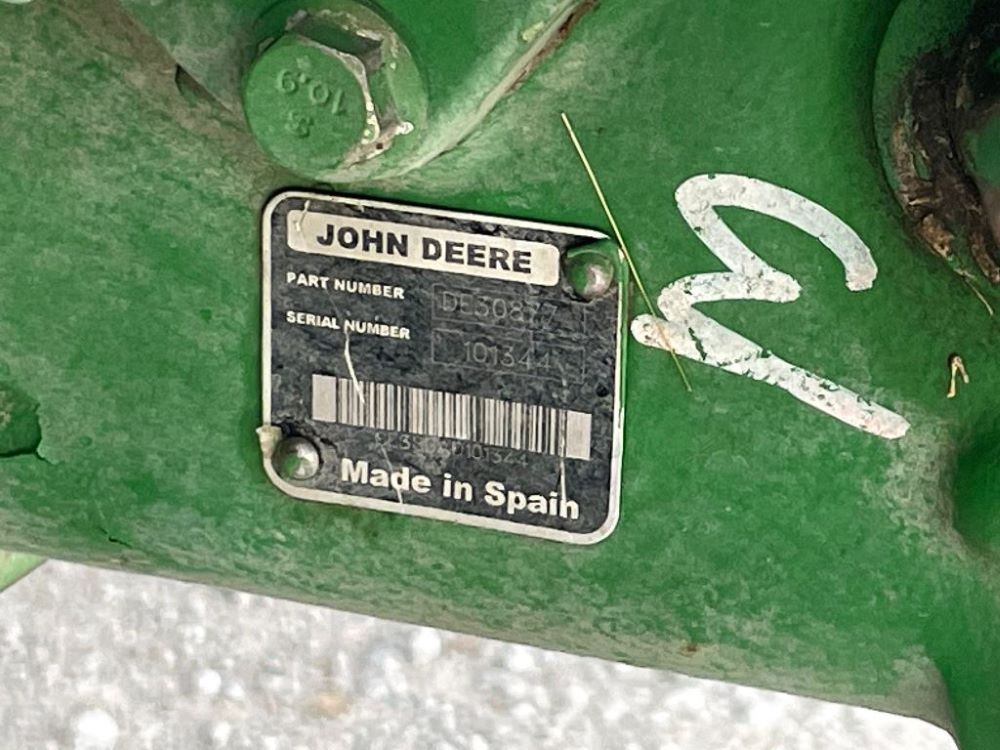 10.9
JOHN DEERE
PART NUMBER
SERIAL NUMBER 101344
Made in Spain